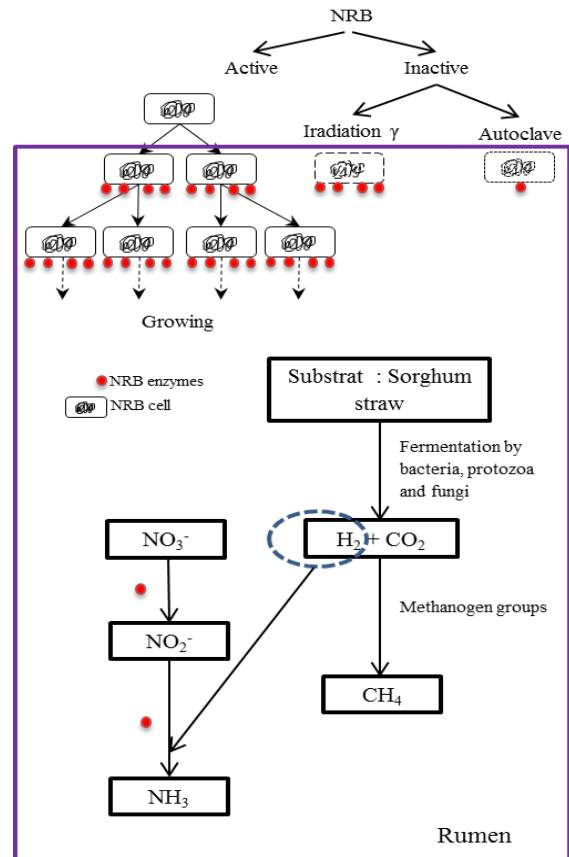 NRB
Active
Inactive
Irradiation γ
Autoclave
Growing
NRB enzymes
NRB cell
Substrat : Sorghum
straw
Fermentation by
bacteria, protozoa
and fungi
NO₃⁻
H₂ + CO₂
Methanogen groups
NO₂⁻
CH₄
NH₃
Rumen